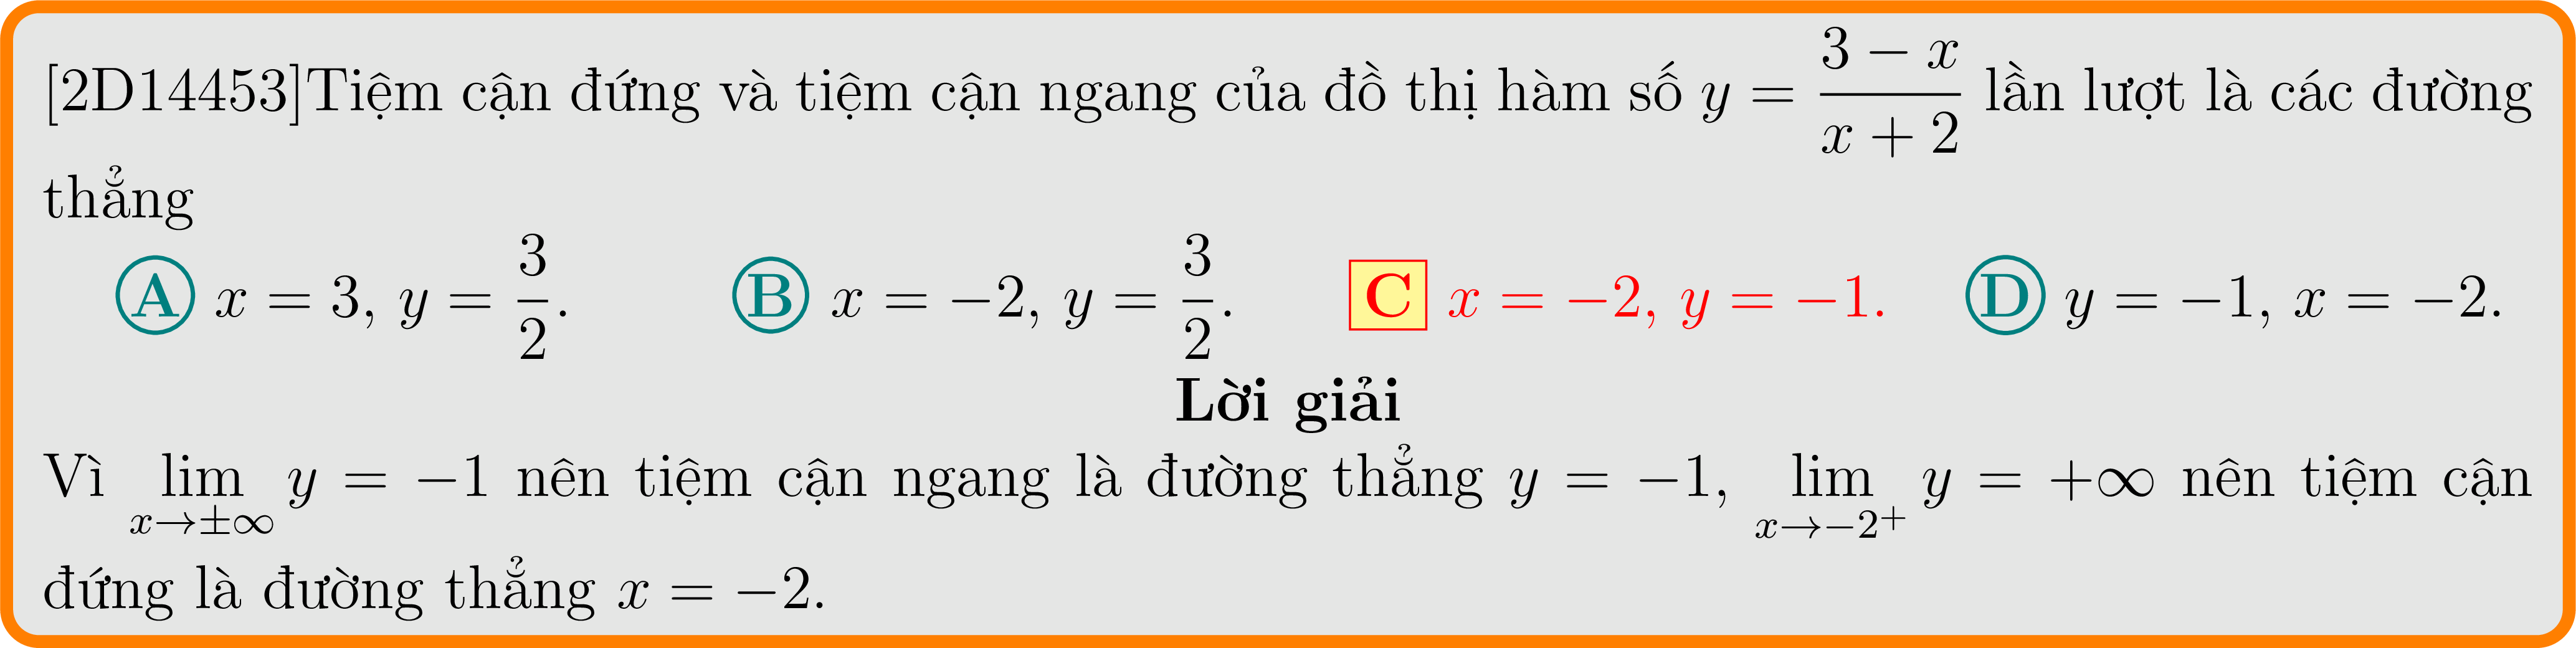 [2D14453]Tiệm cận đứng và tiệm cận ngang của đồ thị hàm số $y = \dfrac{3-x}{x+2}$ lần lượt là các đường
thẳng
A $x = 3, y = \dfrac{3}{2}$. B $x = -2, y = \dfrac{3}{2}$. C $x = -2, y = -1$. D $y = -1, x = -2$.
Lời giải
Vì $\lim\limits_{x \to \pm\infty} y = -1$ nên tiệm cận ngang là đường thẳng $y = -1$, $\lim\limits_{x \to -2^+} y = +\infty$ nên tiệm cận
đứng là đường thẳng $x = -2$.